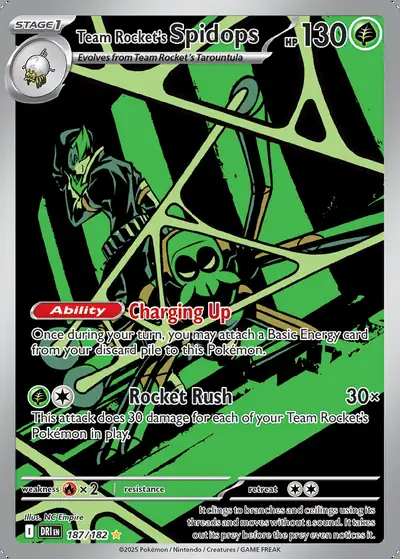 STAGE1
Team Rocket's Spidops HP 130
Evolves from Team Rocket's Tarountula
Ability Charging Up
Once during your turn, you may attach a Basic Energy card
from your discard pile to this Pokémon.
Rocket Rush 30×
This attack does 30 damage for each of your Team Rocket's
Pokémon in play.
weakness ×2 resistance retreat
Illus. NC Empire
I DRI EN 187/182
It clings to branches and ceilings using its
threads and moves without a sound. It takes
out its prey before the prey even notices it.
©2025 Pokémon / Nintendo / Creatures / GAME FREAK